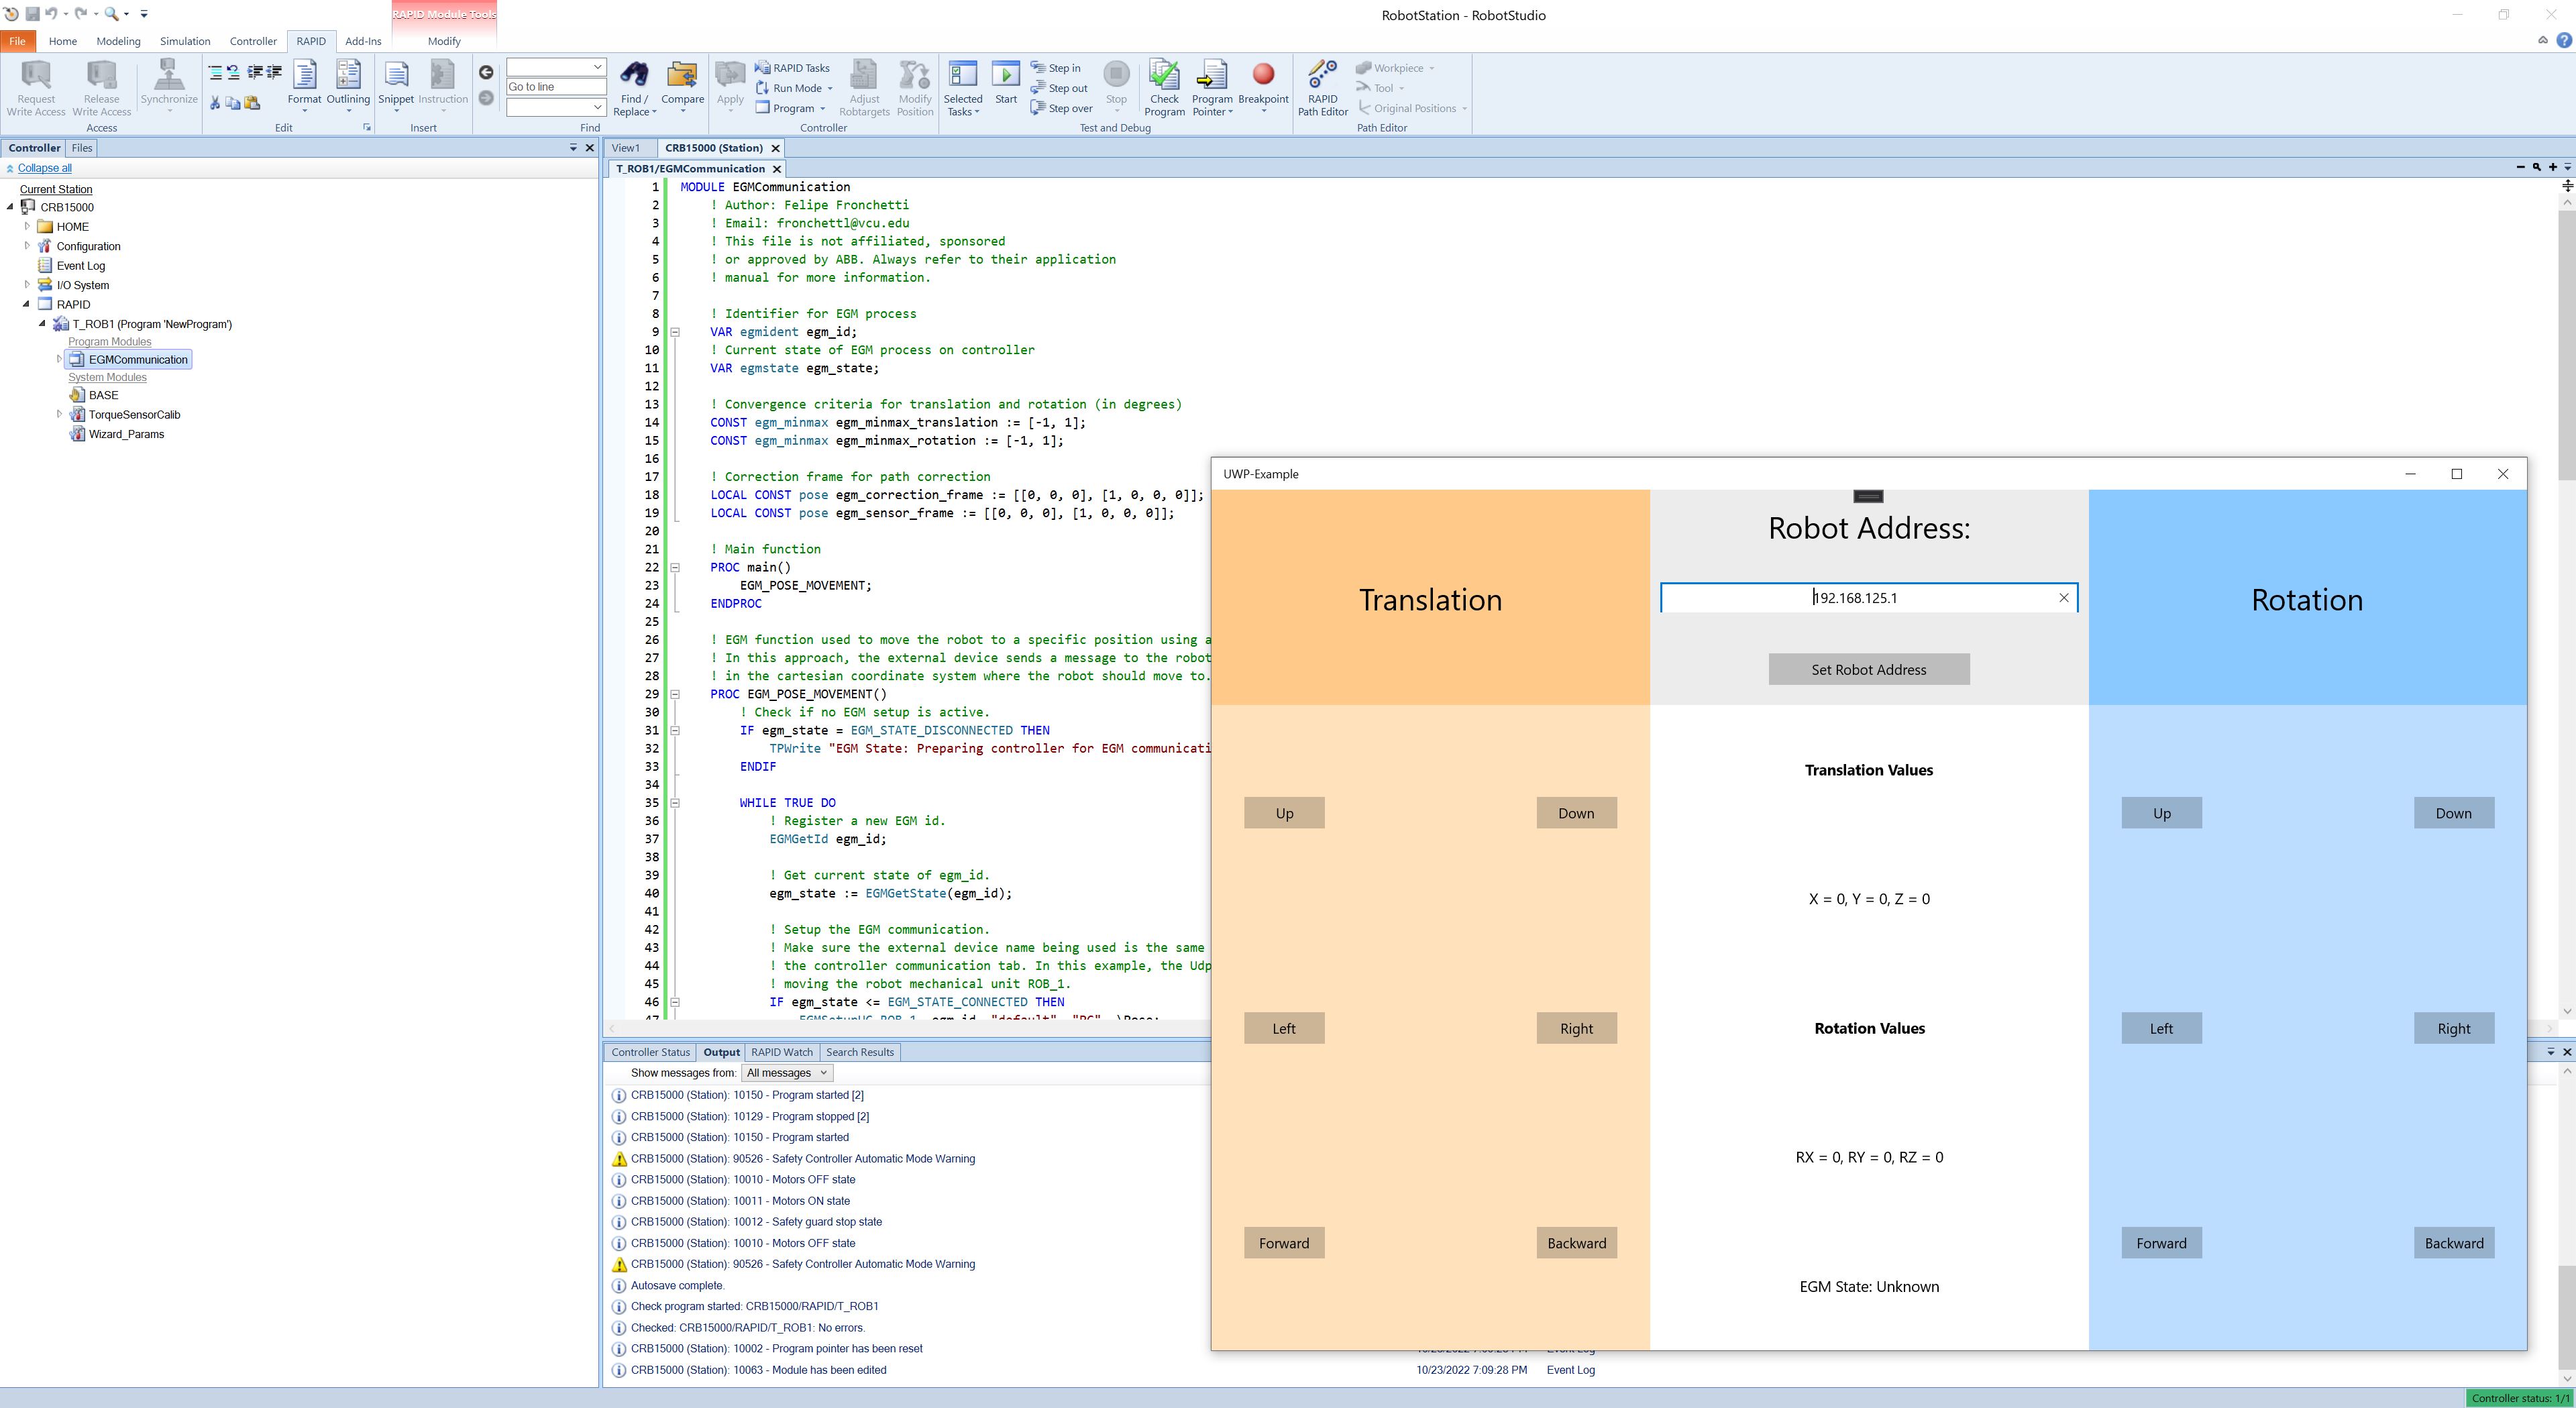 RAPID Module Tools
RobotStation - RobotStudio
File Home Modeling Simulation Controller RAPID Add-Ins Modify
Request Write Access
Release Write Access
Access
Synchronize
Format
Outlining
Edit
Snippet
Instruction
Insert
Go to line
Find / Replace
Compare
Find
Apply
RAPID Tasks
Run Mode
Program
Adjust Robtargets
Modify Position
Controller
Selected Tasks
Start
Step in
Step out
Step over
Stop
Check Program
Program Pointer
Breakpoint
Test and Debug
RAPID Path Editor
Workpiece
Tool
Original Positions
Path Editor
Controller Files
Collapse all
Current Station
CRB15000
HOME
Configuration
Event Log
I/O System
RAPID
T_ROB1 (Program 'NewProgram')
Program Modules
EGMCommunication
System Modules
BASE
TorqueSensorCalib
Wizard_Params
View1 CRB15000 (Station)
T_ROB1/EGMCommunication
1 MODULE EGMCommunication
2 ! Author: Felipe Fronchetti
3 ! Email: fronchettl@vcu.edu
4 ! This file is not affiliated, sponsored
5 ! or approved by ABB. Always refer to their application
6 ! manual for more information.
7
8 ! Identifier for EGM process
9 VAR egmident egm_id;
10 ! Current state of EGM process on controller
11 VAR egmstate egm_state;
12
13 ! Convergence criteria for translation and rotation (in degrees)
14 CONST egm_minmax egm_minmax_translation := [-1, 1];
15 CONST egm_minmax egm_minmax_rotation := [-1, 1];
16
17 ! Correction frame for path correction
18 LOCAL CONST pose egm_correction_frame := [[0, 0, 0], [1, 0, 0, 0]];
19 LOCAL CONST pose egm_sensor_frame := [[0, 0, 0], [1, 0, 0, 0]];
20
21 ! Main function
22 PROC main()
23 EGM_POSE_MOVEMENT;
24 ENDPROC
25
26 ! EGM function used to move the robot to a specific position using a
27 ! In this approach, the external device sends a message to the robot
28 ! in the cartesian coordinate system where the robot should move to.
29 PROC EGM_POSE_MOVEMENT()
30 ! Check if no EGM setup is active.
31 IF egm_state = EGM_STATE_DISCONNECTED THEN
32 TPWrite "EGM State: Preparing controller for EGM communicati
33 ENDIF
34
35 WHILE TRUE DO
36 ! Register a new EGM id.
37 EGMGetId egm_id;
38
39 ! Get current state of egm_id.
40 egm_state := EGMGetState(egm_id);
41
42 ! Setup the EGM communication.
43 ! Make sure the external device name being used is the same
44 ! the controller communication tab. In this example, the Udp
45 ! moving the robot mechanical unit ROB_1.
46 IF egm_state <= EGM_STATE_CONNECTED THEN
47 EGMSetupUC ROB_1, egm_id, "default", "PC", \Pose;
UWP-Example
Translation
Robot Address:
192.168.125.1
Set Robot Address
Rotation
Translation Values
Up Down
X = 0, Y = 0, Z = 0
Up Down
Left Right
Rotation Values
Left Right
RX = 0, RY = 0, RZ = 0
Forward Backward
Forward Backward
EGM State: Unknown
Controller Status Output RAPID Watch Search Results
Show messages from: All messages
CRB15000 (Station): 10150 - Program started [2]
CRB15000 (Station): 10129 - Program stopped [2]
CRB15000 (Station): 10150 - Program started
CRB15000 (Station): 90526 - Safety Controller Automatic Mode Warning
CRB15000 (Station): 10010 - Motors OFF state
CRB15000 (Station): 10011 - Motors ON state
CRB15000 (Station): 10012 - Safety guard stop state
CRB15000 (Station): 10010 - Motors OFF state
CRB15000 (Station): 90526 - Safety Controller Automatic Mode Warning
Autosave complete.
Check program started: CRB15000/RAPID/T_ROB1
Checked: CRB15000/RAPID/T_ROB1: No errors.
CRB15000 (Station): 10002 - Program pointer has been reset Event Log
CRB15000 (Station): 10063 - Module has been edited 10/23/2022 7:09:28 PM Event Log
Controller status: 1/1